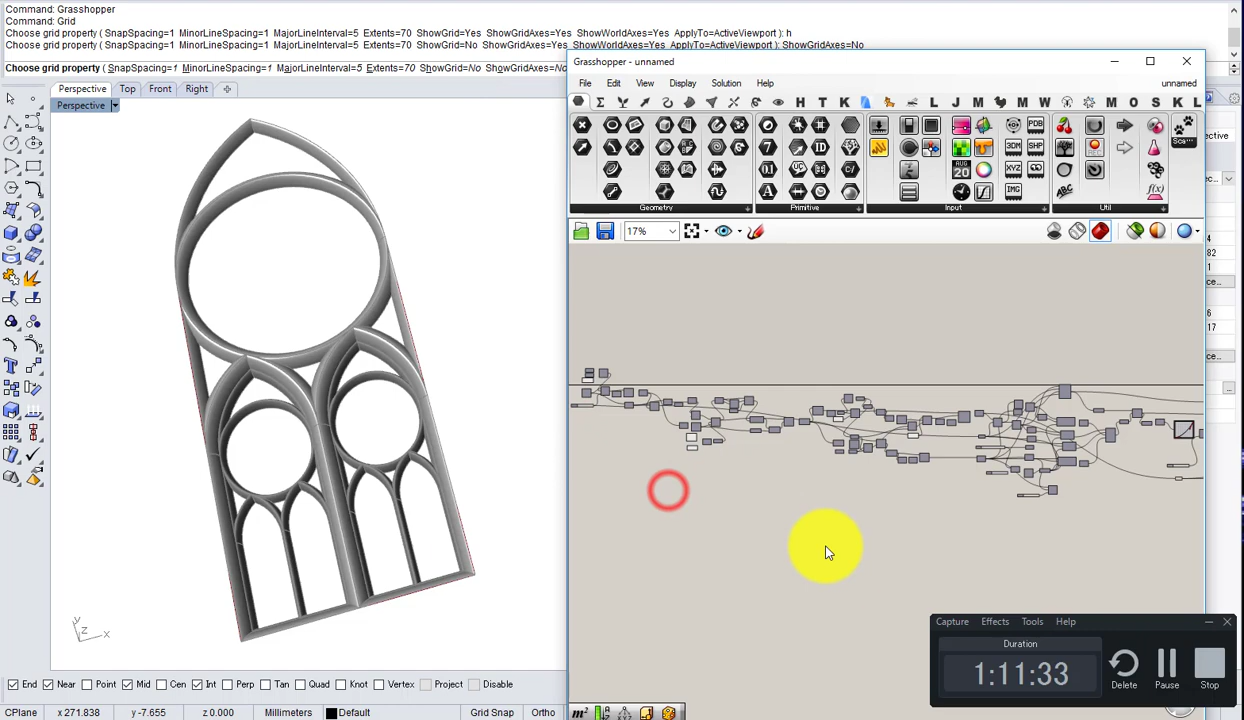 Command: Grasshopper
Command: Grid
Choose grid property ( SnapSpacing=1 MinorLineSpacing=1 MajorLineInterval=5 Extents=70 ShowGrid=Yes ShowGridAxes=Yes ShowWorldAxes=Yes ApplyTo=ActiveViewport ): h
Choose grid property ( SnapSpacing=1 MinorLineSpacing=1 MajorLineInterval=5 Extents=70 ShowGrid=No ShowGridAxes=Yes ShowWorldAxes=Yes ApplyTo=ActiveViewport ): ShowGridAxes=No
Choose grid property ( SnapSpacing=1 MinorLineSpacing=1 MajorLineInterval=5 Extents=70 ShowGrid=No ShowGridAxes=No
Perspective Top Front Right
Perspective
Grasshopper - unnamed
File Edit View Display Solution Help unnamed
H T K L J M M W M O S K L
Geometry Primitive Input Util
17%
y
z x
Capture Effects Tools Help
Duration
1:11:33
Delete Pause Stop
End Near Point Mid Cen Int Perp Tan Quad Knot Vertex Project Disable
CPlane x 271.838 y -7.655 z 0.000 Millimeters Default Grid Snap Ortho